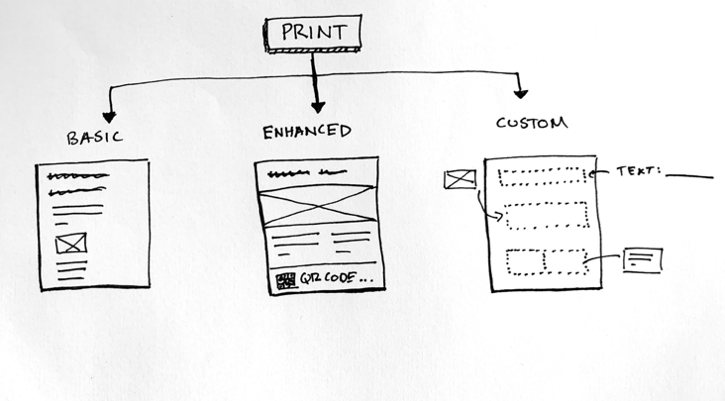 PRINT
BASIC
ENHANCED
CUSTOM
TEXT:
QR CODE...